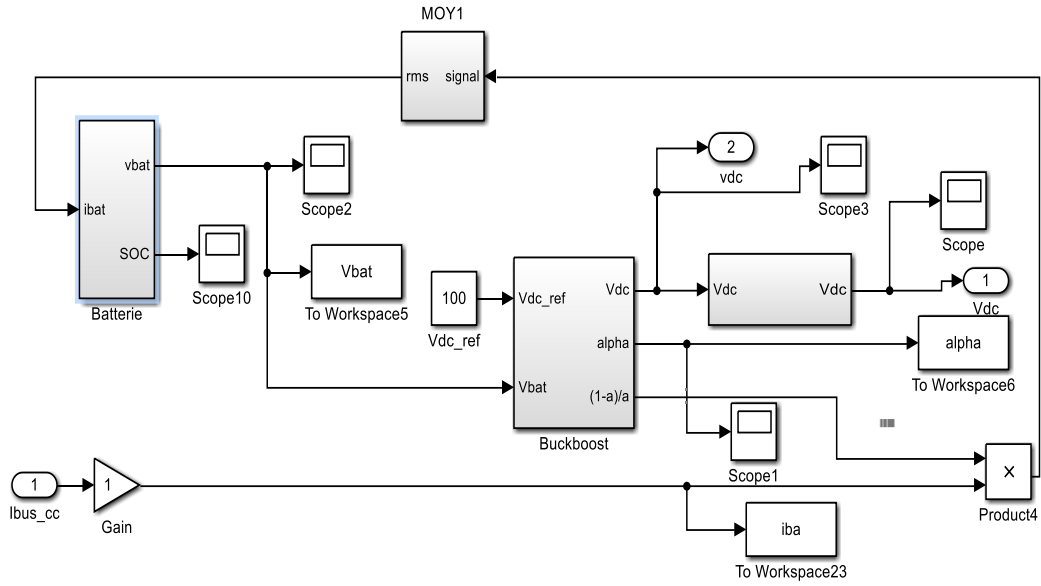 MOY1
rms signal
vbat
ibat
SOC
Batterie
Scope2
Scope10
Vbat
To Workspace5
100
Vdc_ref
Vdc_ref
Vbat
Vdc
alpha
(1-a)/a
Buckboost
2
vdc
Scope3
Scope
Vdc Vdc
1
Vdc
alpha
To Workspace6
Scope1
1
Ibus_cc
1
Gain
×
Product4
iba
To Workspace23